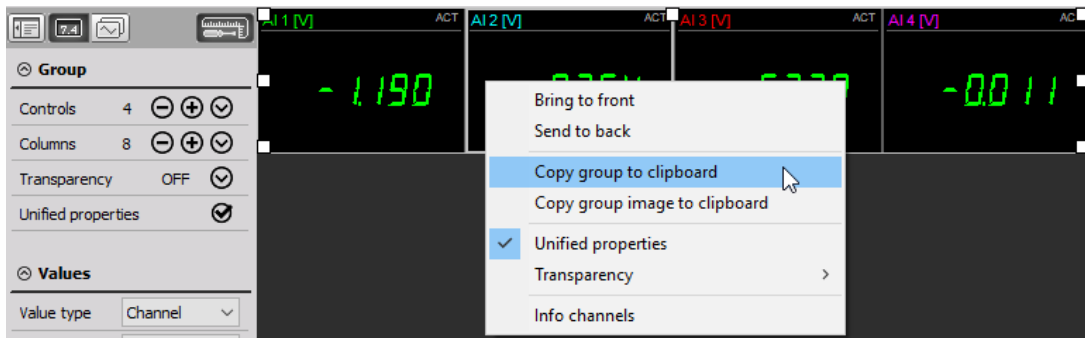 7.4
AI 1 [V] ACT
AI 2 [V] ACT
AI 3 [V] ACT
AI 4 [V]
Group
-1.190
-0.011
Controls 4
Columns 8
Transparency OFF
Unified properties
Values
Value type Channel
Bring to front
Send to back
Copy group to clipboard
Copy group image to clipboard
Unified properties
Transparency
Info channels